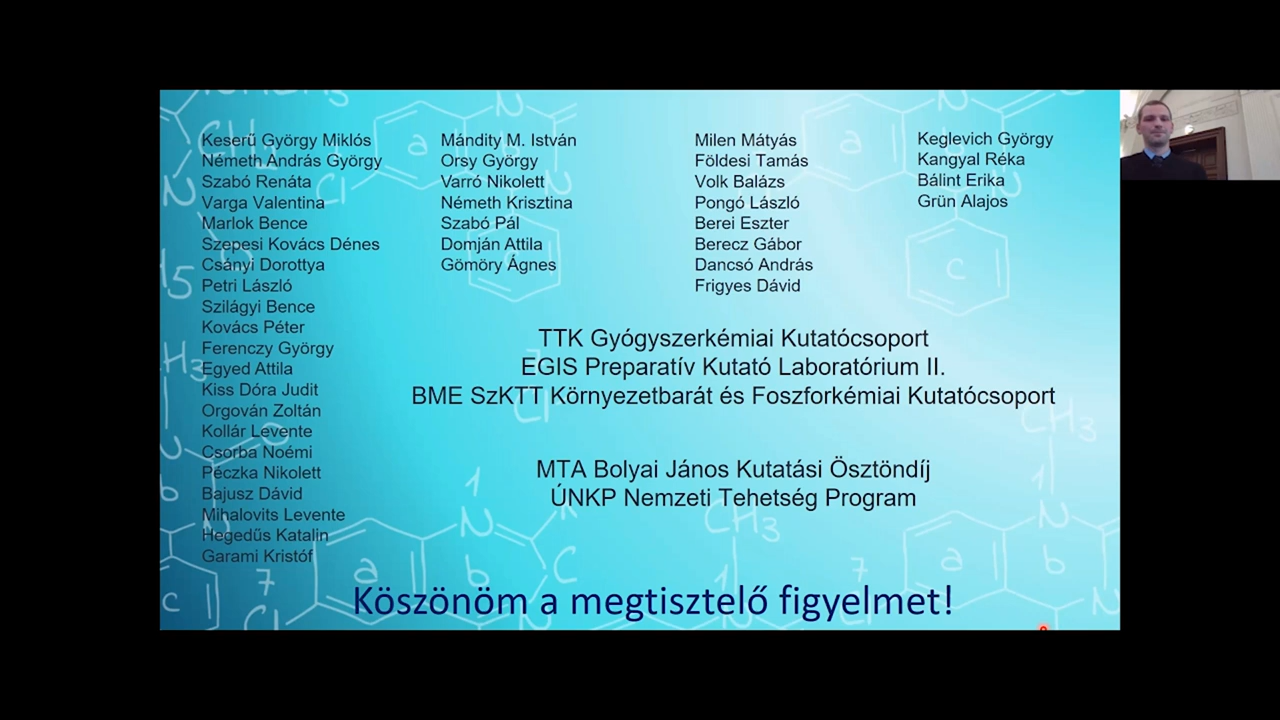 Keserű György Miklós
Németh András György
Szabó Renáta
Varga Valentina
Marlok Bence
Szepesi Kovács Dénes
Csányi Dorottya
Petri László
Szilágyi Bence
Kovács Péter
Ferenczy György
Egyed Attila
Kiss Dóra Judit
Orgován Zoltán
Kollár Levente
Csorba Noémi
Péczka Nikolett
Bajusz Dávid
Mihalovits Levente
Hegedűs Katalin
Garami Kristóf
Mándity M. István
Orsy György
Varró Nikolett
Németh Krisztina
Szabó Pál
Domján Attila
Gömöry Ágnes
Milen Mátyás
Földesi Tamás
Volk Balázs
Pongó László
Berei Eszter
Berecz Gábor
Dancsó András
Frigyes Dávid
Keglevich György
Kangyal Réka
Bálint Erika
Grün Alajos
TTK Gyógyszerkémiai Kutatócsoport
EGIS Preparatív Kutató Laboratórium II.
BME SzKTT Környezetbarát és Foszforkémiai Kutatócsoport
MTA Bolyai János Kutatási Ösztöndíj
ÚNKP Nemzeti Tehetség Program
Köszönöm a megtisztelő figyelmet!